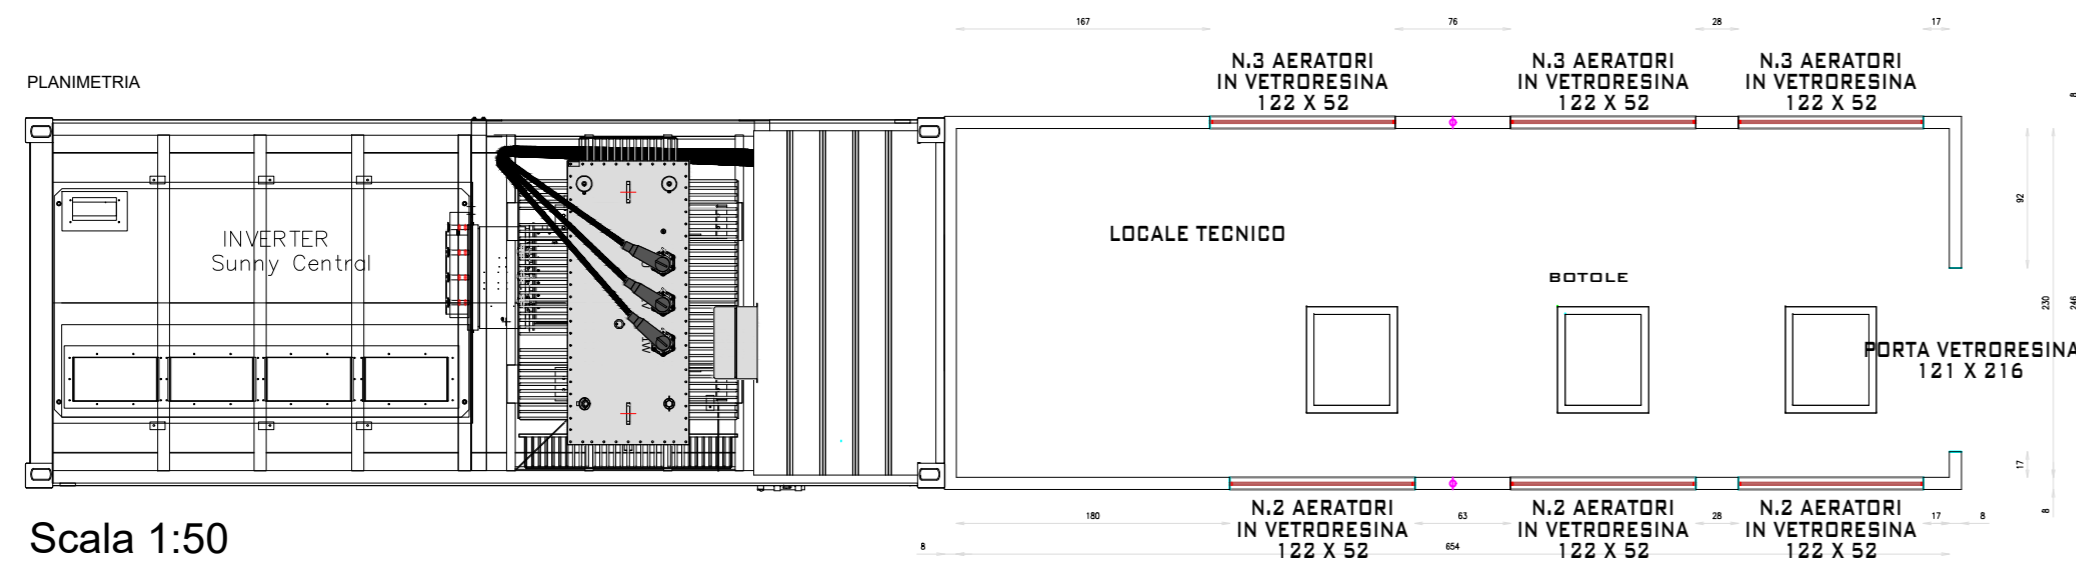 167
76
28
17
N.3 AERATORI
IN VETRORESINA
122 X 52
N.3 AERATORI
IN VETRORESINA
122 X 52
N.3 AERATORI
IN VETRORESINA
122 X 52
PLANIMETRIA
8
92
INVERTER
Sunny Central
LOCALE TECNICO
BOTOLE
230
246
PORTA VETRORESINA
121 X 216
17
8
N.2 AERATORI
IN VETRORESINA
122 X 52
N.2 AERATORI
IN VETRORESINA
122 X 52
N.2 AERATORI
IN VETRORESINA
122 X 52
180
63
28
17
8
8
654
Scala 1:50